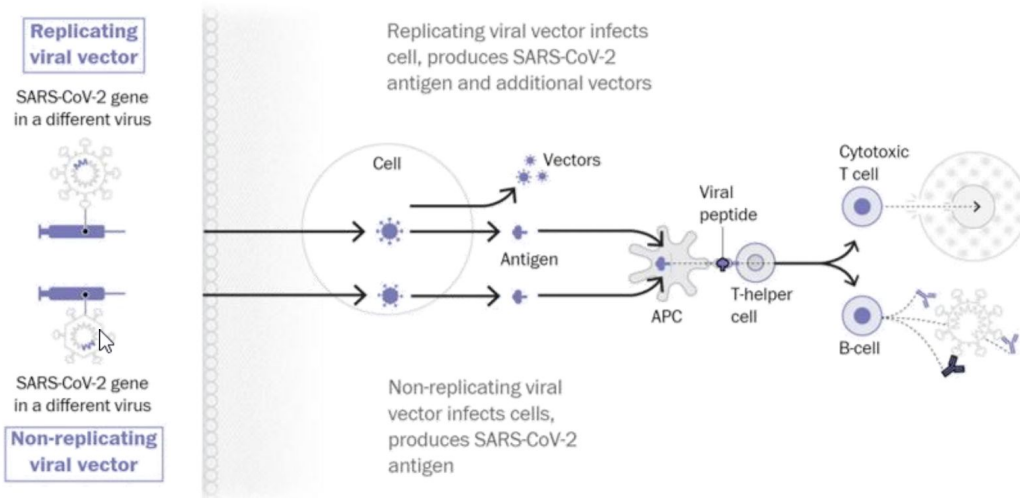 Replicating
viral vector
SARS-CoV-2 gene
in a different virus
Replicating viral vector infects
cell, produces SARS-CoV-2
antigen and additional vectors
Cell
Vectors
Antigen
APC
Viral
peptide
T-helper
cell
Cytotoxic
T cell
B-cell
SARS-CoV-2 gene
in a different virus
Non-replicating
viral vector
Non-replicating viral
vector infects cells,
produces SARS-CoV-2
antigen